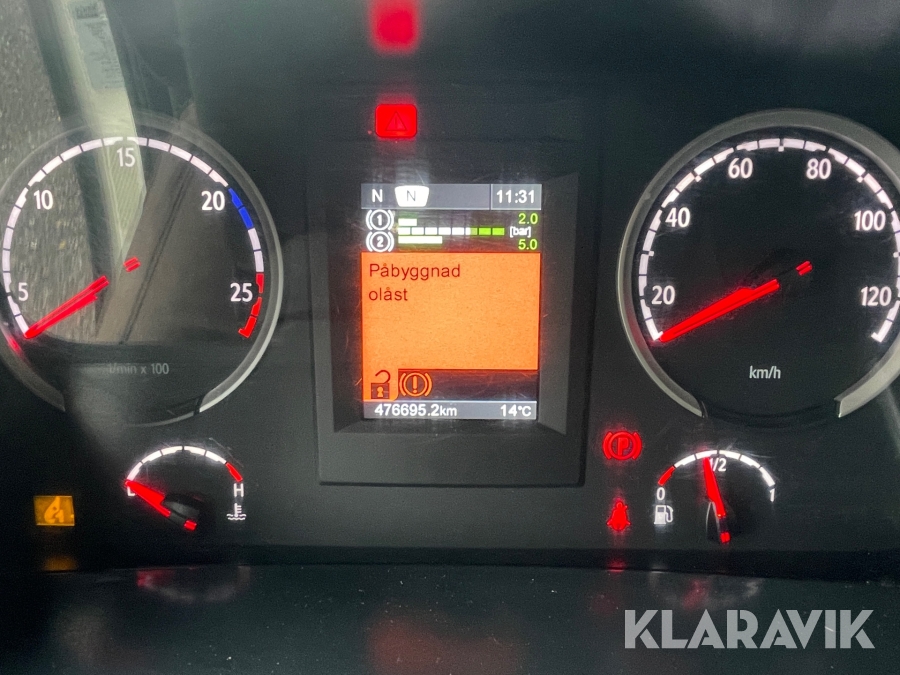 N N 11:31
1 2.0
[bar]
2 5.0
Påbyggnad
olåst
476695.2km 14°C
5 10 15 20 25
1/min x 100
20 40 60 80 100 120
km/h
H
P
0 1/2 1
KLARAVIK